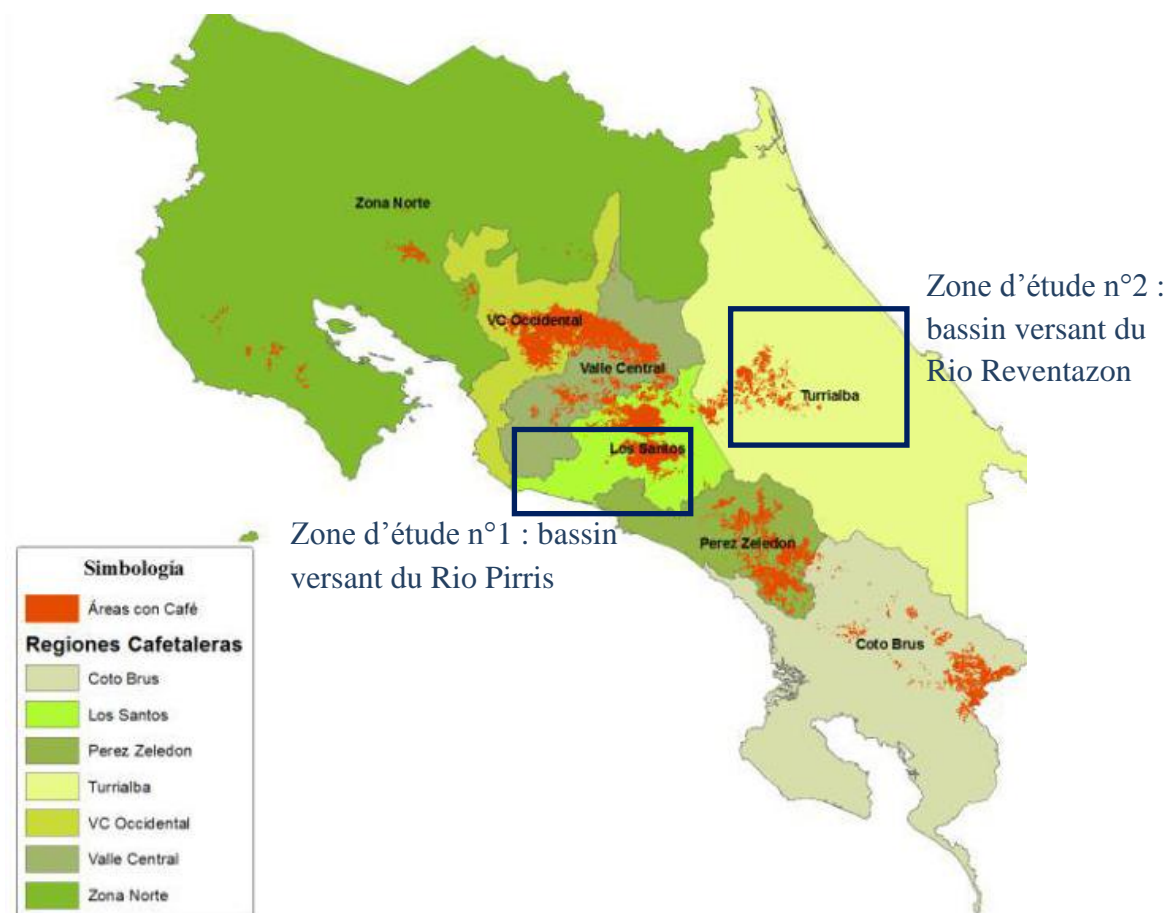 Zona Norte
VC Occidental
Valle Central
Turrialba
Los Santos
Perez Zeledon
Coto Brus
Zone d’étude n°2 :
bassin versant du
Rio Reventazon
Zone d’étude n°1 : bassin
versant du Rio Pirris
Simbología
Áreas con Café
Regiones Cafetaleras
Coto Brus
Los Santos
Perez Zeledon
Turrialba
VC Occidental
Valle Central
Zona Norte